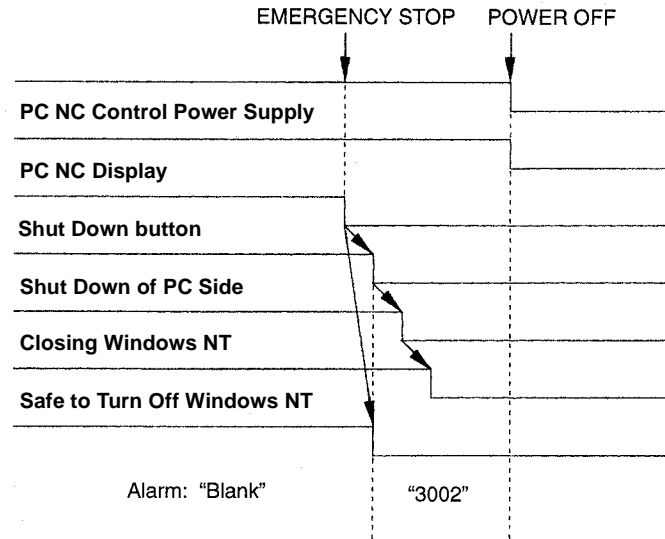 EMERGENCY STOP POWER OFF
PC NC Control Power Supply
PC NC Display
Shut Down button
Shut Down of PC Side
Closing Windows NT
Safe to Turn Off Windows NT
Alarm: “Blank” “3002”